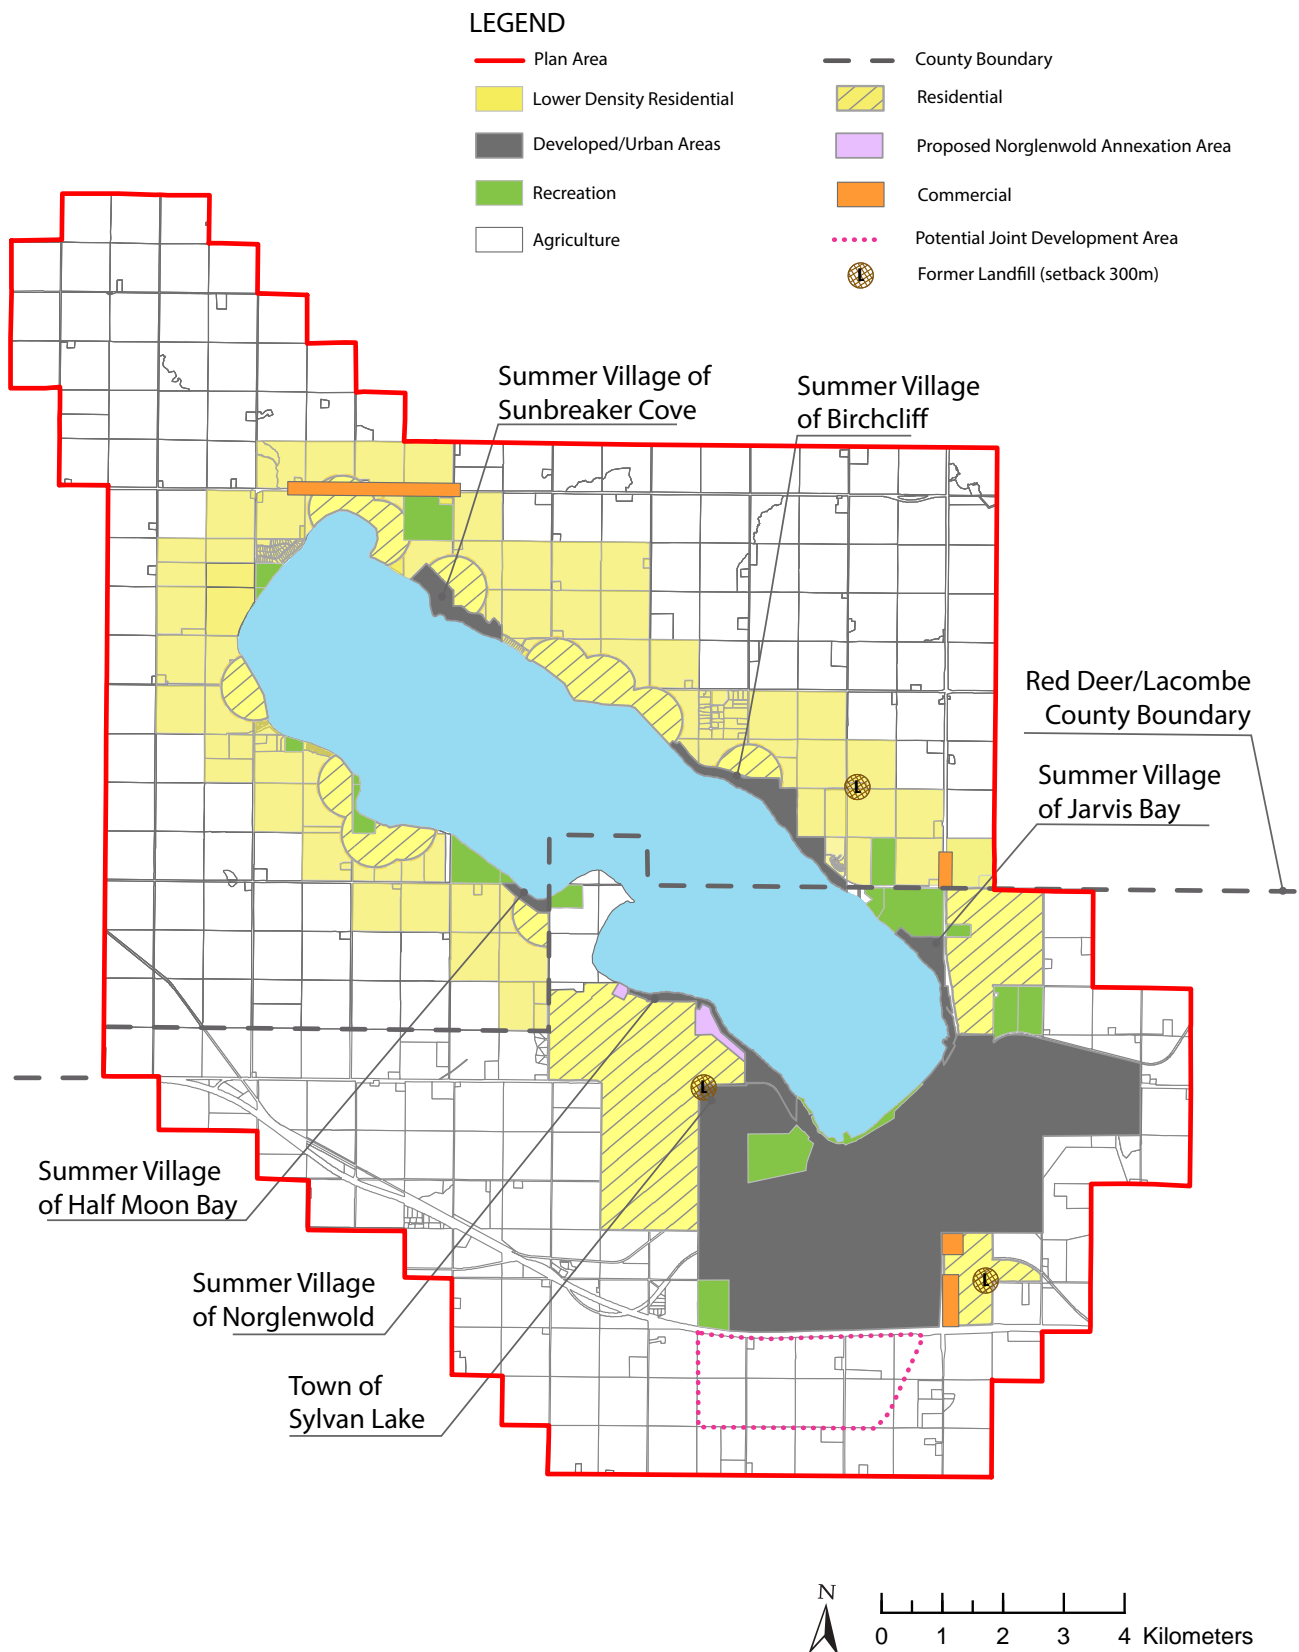 LEGEND
Plan Area
Lower Density Residential
Developed/Urban Areas
Recreation
Agriculture
County Boundary
Residential
Proposed Norglenwold Annexation Area
Commercial
Potential Joint Development Area
L
Former Landfill (setback 300m)
Summer Village of
Sunbreaker Cove
Summer Village
of Birchcliff
Red Deer/Lacombe
County Boundary
Summer Village
of Jarvis Bay
L
L
L
Summer Village
of Half Moon Bay
Summer Village
of Norglenwold
Town of
Sylvan Lake
N
0 1 2 3 4 Kilometers